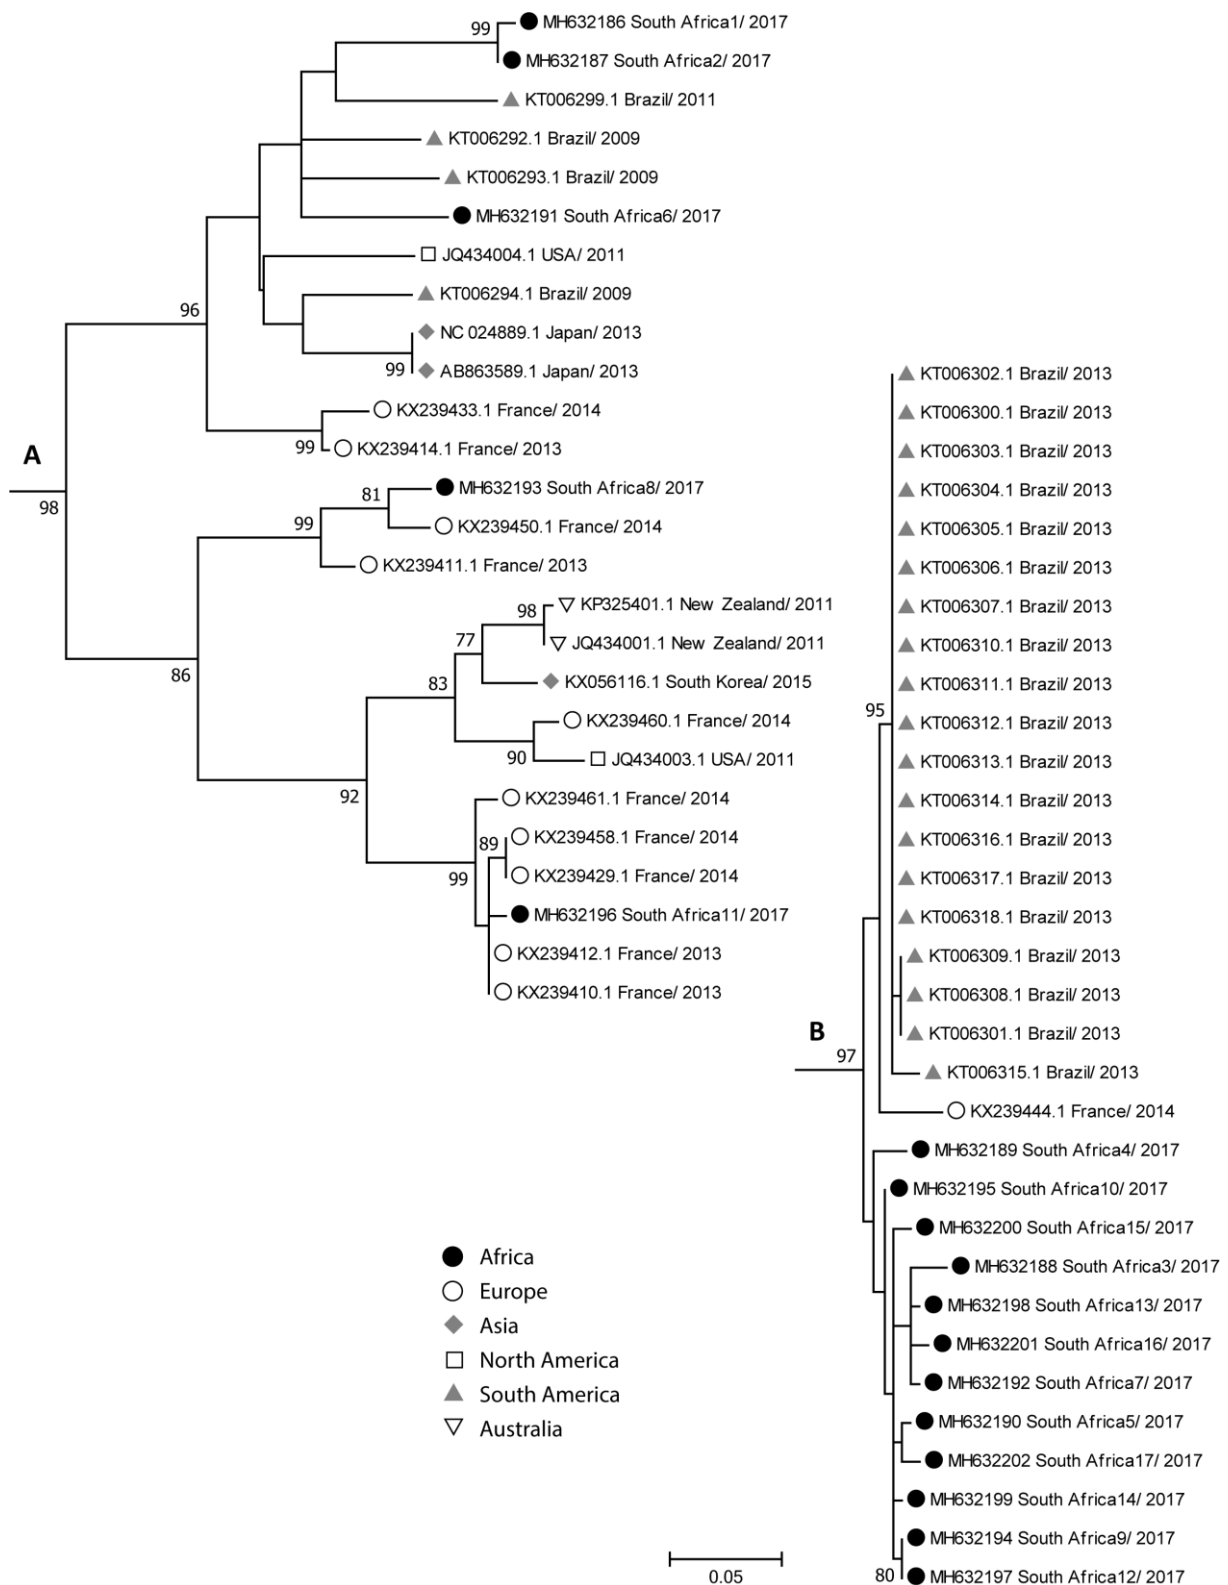 99
MH632186 South Africa1/ 2017
MH632187 South Africa2/ 2017
KT006299.1 Brazil/ 2011
KT006292.1 Brazil/ 2009
KT006293.1 Brazil/ 2009
MH632191 South Africa6/ 2017
JQ434004.1 USA/ 2011
KT006294.1 Brazil/ 2009
96
NC 024889.1 Japan/ 2013
99
AB863589.1 Japan/ 2013
KX239433.1 France/ 2014
99
KX239414.1 France/ 2013
A
98
81
MH632193 South Africa8/ 2017
99
KX239450.1 France/ 2014
KX239411.1 France/ 2013
98
KP325401.1 New Zealand/ 2011
77
JQ434001.1 New Zealand/ 2011
86
83
KX056116.1 South Korea/ 2015
KX239460.1 France/ 2014
90
JQ434003.1 USA/ 2011
92
KX239461.1 France/ 2014
89
KX239458.1 France/ 2014
99
KX239429.1 France/ 2014
MH632196 South Africa11/ 2017
KX239412.1 France/ 2013
KX239410.1 France/ 2013
KT006302.1 Brazil/ 2013
KT006300.1 Brazil/ 2013
KT006303.1 Brazil/ 2013
KT006304.1 Brazil/ 2013
KT006305.1 Brazil/ 2013
KT006306.1 Brazil/ 2013
KT006307.1 Brazil/ 2013
KT006310.1 Brazil/ 2013
KT006311.1 Brazil/ 2013
95
KT006312.1 Brazil/ 2013
KT006313.1 Brazil/ 2013
KT006314.1 Brazil/ 2013
KT006316.1 Brazil/ 2013
KT006317.1 Brazil/ 2013
KT006318.1 Brazil/ 2013
KT006309.1 Brazil/ 2013
KT006308.1 Brazil/ 2013
KT006301.1 Brazil/ 2013
B
97
KT006315.1 Brazil/ 2013
KX239444.1 France/ 2014
MH632189 South Africa4/ 2017
MH632195 South Africa10/ 2017
MH632200 South Africa15/ 2017
MH632188 South Africa3/ 2017
MH632198 South Africa13/ 2017
MH632201 South Africa16/ 2017
MH632192 South Africa7/ 2017
MH632190 South Africa5/ 2017
MH632202 South Africa17/ 2017
MH632199 South Africa14/ 2017
MH632194 South Africa9/ 2017
80
MH632197 South Africa12/ 2017
Africa
Europe
Asia
North America
South America
Australia
0.05